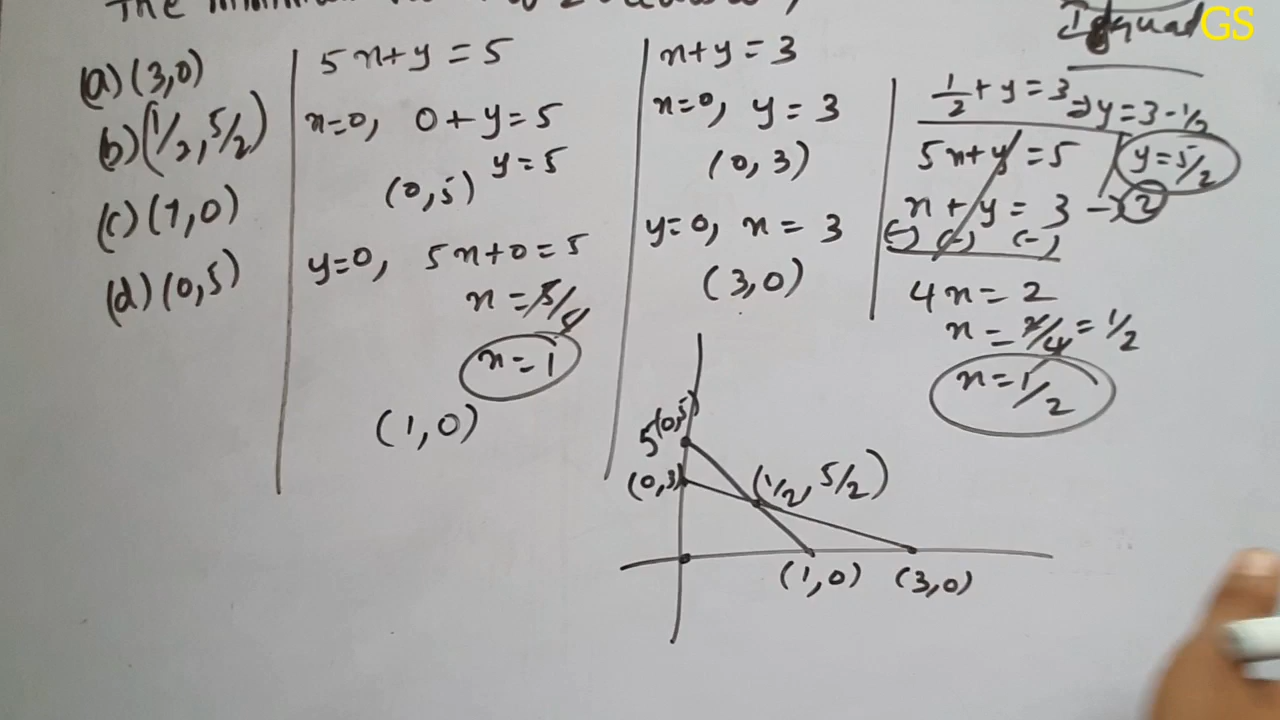 The
(a) (3,0)
(b) (1/2, 5/2)
(c) (1,0)
(d) (0,5)
5x+y = 5
x=0, 0+y=5
y=5
(0,5)
y=0, 5x+0=5
x = 5/
x=1
(1,0)
x+y = 3
x=0, y = 3
(0,3)
y=0, x = 3
(3,0)
I quad
GS
1/2 + y = 3 ⇒ y = 3 - 1/2
y = 5/2
5x+y = 5
x + y = 3 → 2
(-) (-) (-)
4x = 2
x = 2/4 = 1/2
x = 1/2
5 (0,5)
(0,3)
(1/2, 5/2)
(1,0) (3,0)